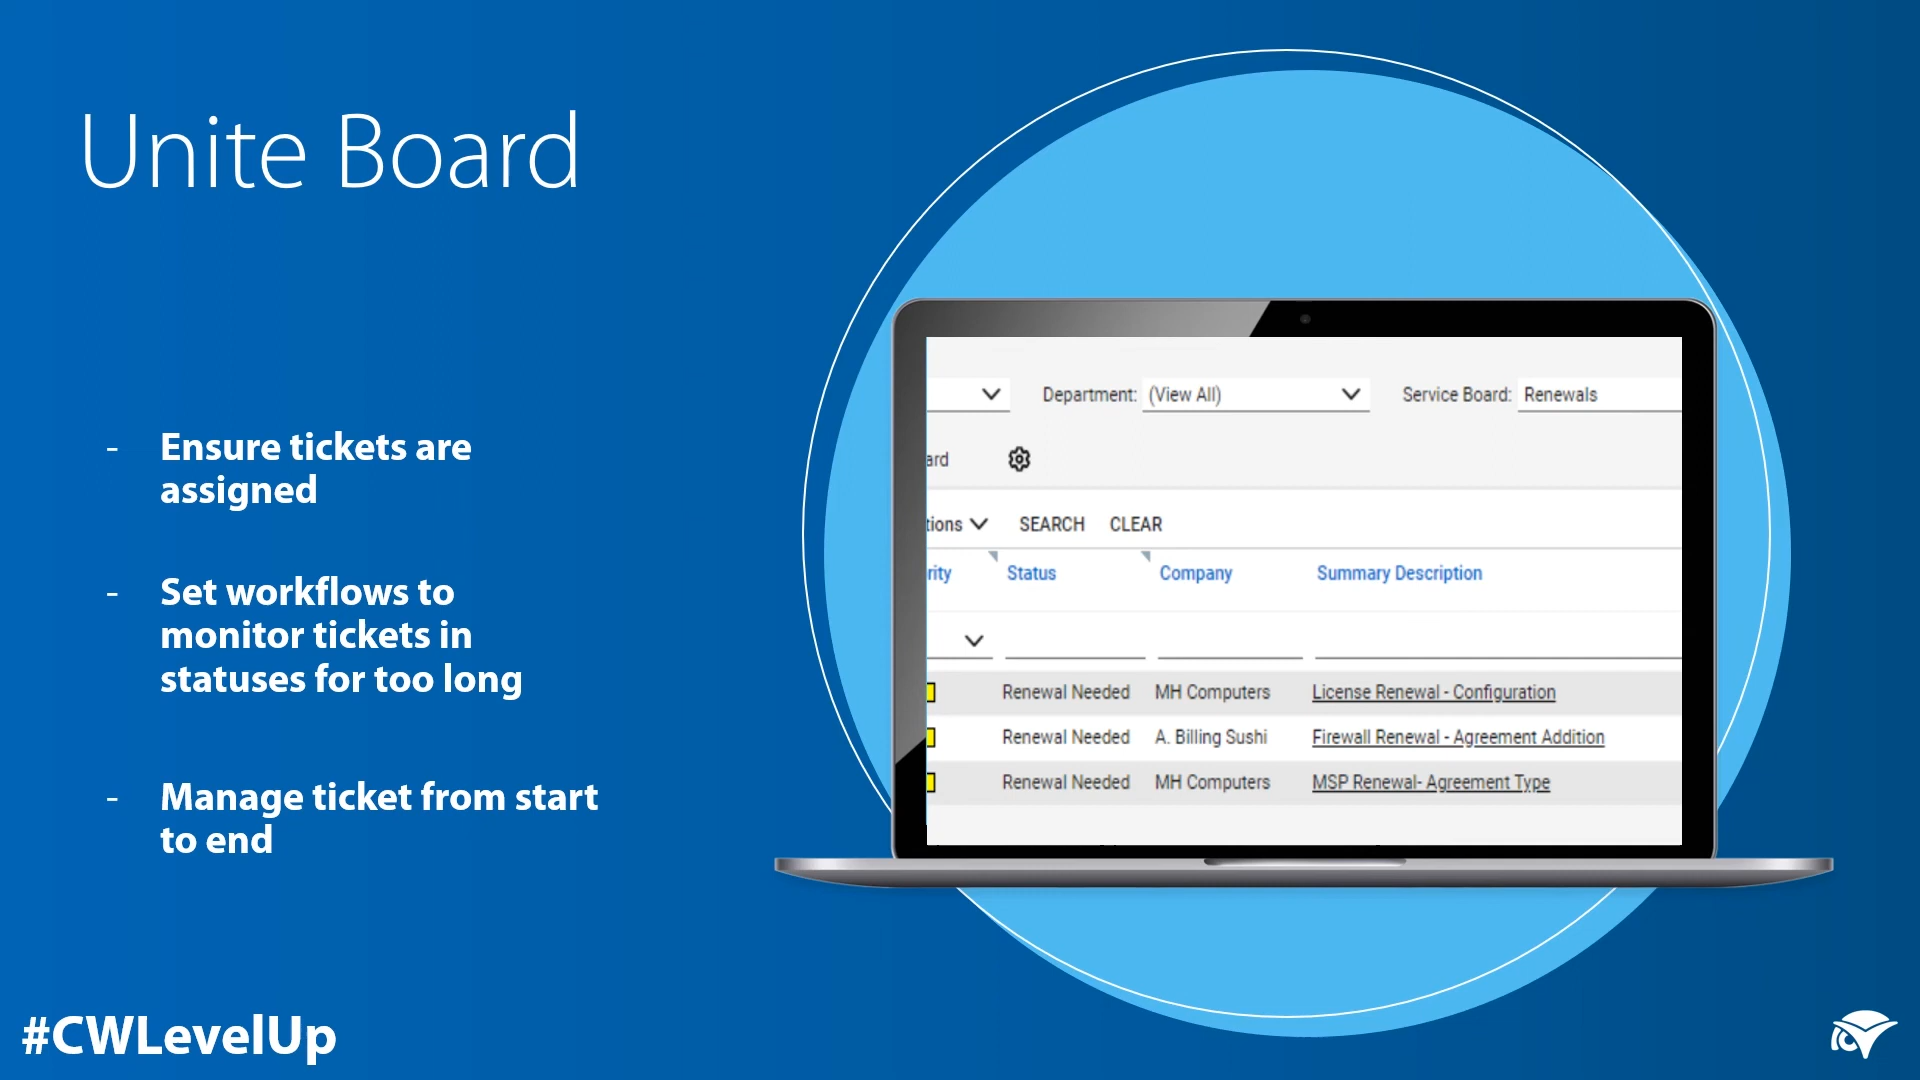 Unite Board
- Ensure tickets are
assigned
- Set workflows to
monitor tickets in
statuses for too long
- Manage ticket from start
to end
#CWLevelUp
Department: (View All) Service Board: Renewals
ard
tions SEARCH CLEAR
rity Status Company Summary Description
Renewal Needed MH Computers License Renewal - Configuration
Renewal Needed A. Billing Sushi Firewall Renewal - Agreement Addition
Renewal Needed MH Computers MSP Renewal- Agreement Type